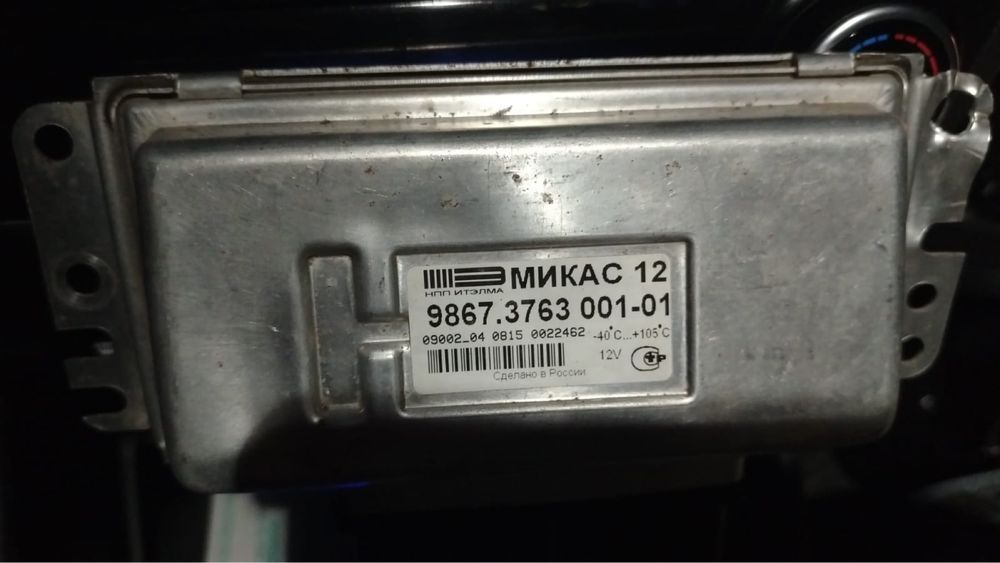 МИКАС 12
НПП ИТЭЛМА
9867.3763 001-01
09002_04 0815 0022462 -40°C...+105°C
12V
Сделано в России